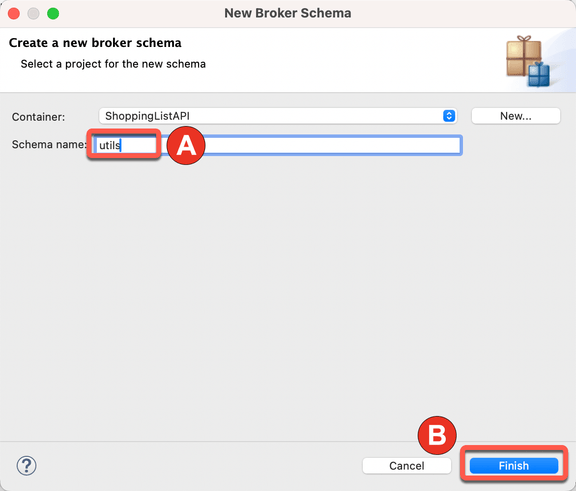 New Broker Schema
Create a new broker schema
Select a project for the new schema
Container: ShoppingListAPI New...
Schema name: utils A
B
? Cancel Finish